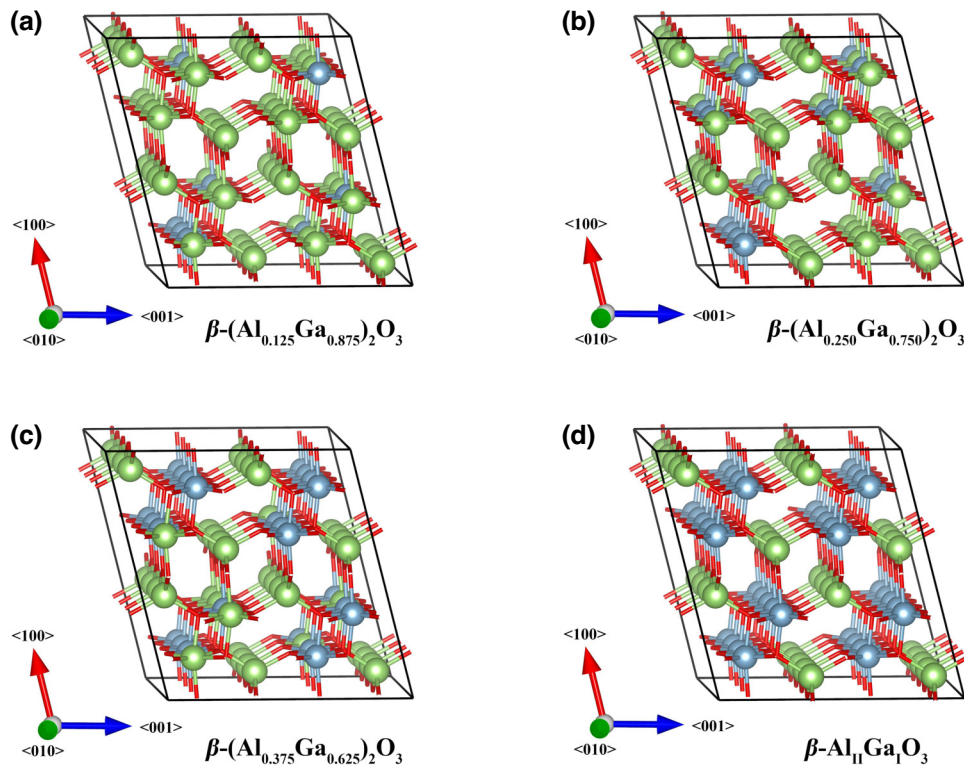 (a)
<100>
<001>
<010>
β-(Al0.125Ga0.875)2O3
(b)
<100>
<001>
<010>
β-(Al0.250Ga0.750)2O3
(c)
<100>
<001>
<010>
β-(Al0.375Ga0.625)2O3
(d)
<100>
<001>
<010>
β-AlIIGaIO3